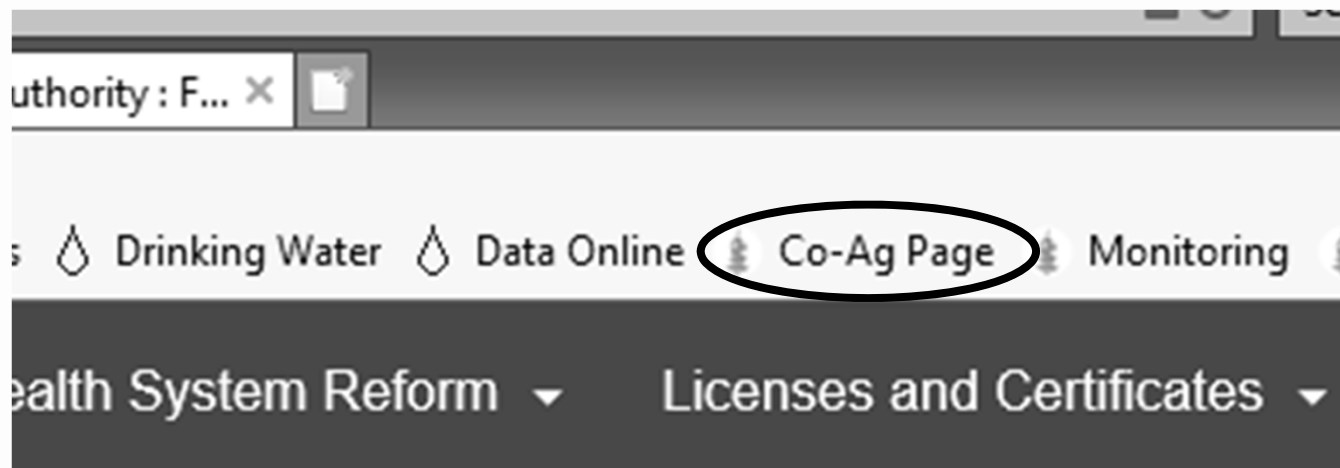 uthority : F...
s Drinking Water Data Online Co-Ag Page Monitoring
ealth System Reform Licenses and Certificates